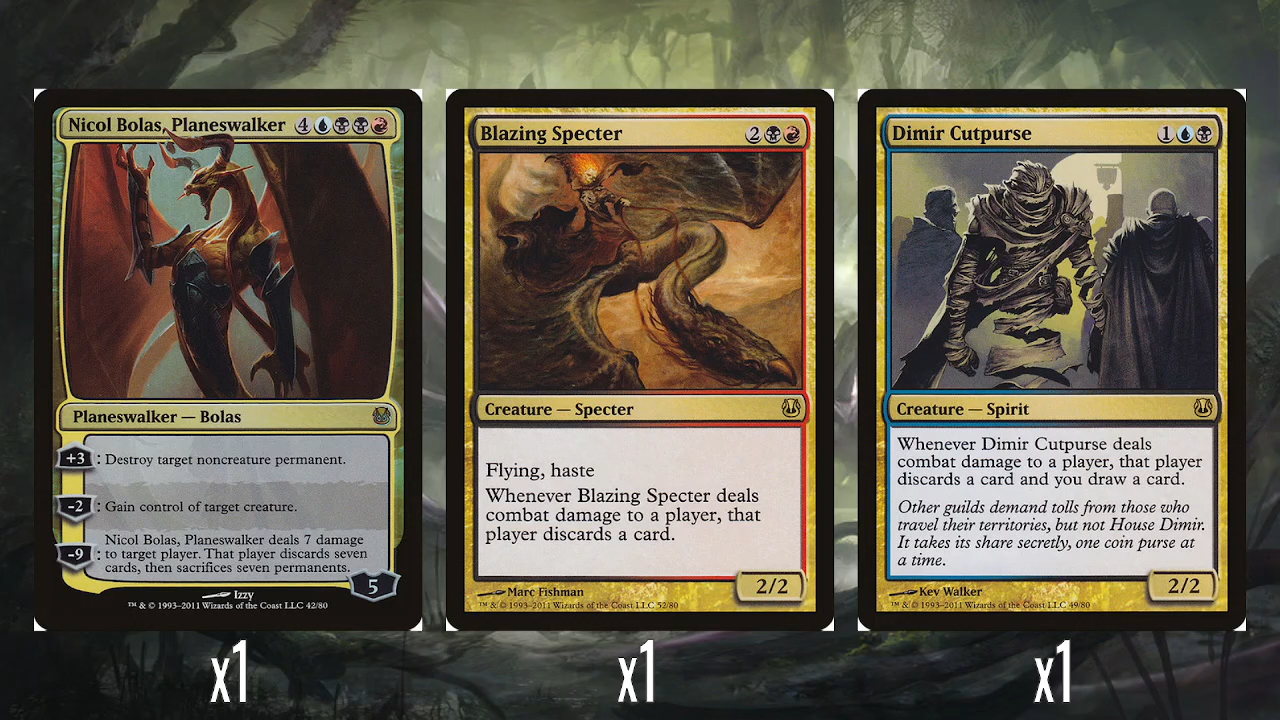 Nicol Bolas, Planeswalker 4
Planeswalker — Bolas
+3 : Destroy target noncreature permanent.
-2 : Gain control of target creature.
Nicol Bolas, Planeswalker deals 7 damage
-9 : to target player. That player discards seven
cards, then sacrifices seven permanents.
5
Izzy
™ & © 1993–2011 Wizards of the Coast LLC 42/80
x1
Blazing Specter 2
Creature — Specter
Flying, haste
Whenever Blazing Specter deals
combat damage to a player, that
player discards a card.
2/2
Marc Fishman
™ & © 1993–2011 Wizards of the Coast LLC 52/80
x1
Dimir Cutpurse 1
Creature — Spirit
Whenever Dimir Cutpurse deals
combat damage to a player, that player
discards a card and you draw a card.
Other guilds demand tolls from those who
travel their territories, but not House Dimir.
It takes its share secretly, one coin purse at
a time.
2/2
Kev Walker
™ & © 1993–2011 Wizards of the Coast LLC 49/80
x1